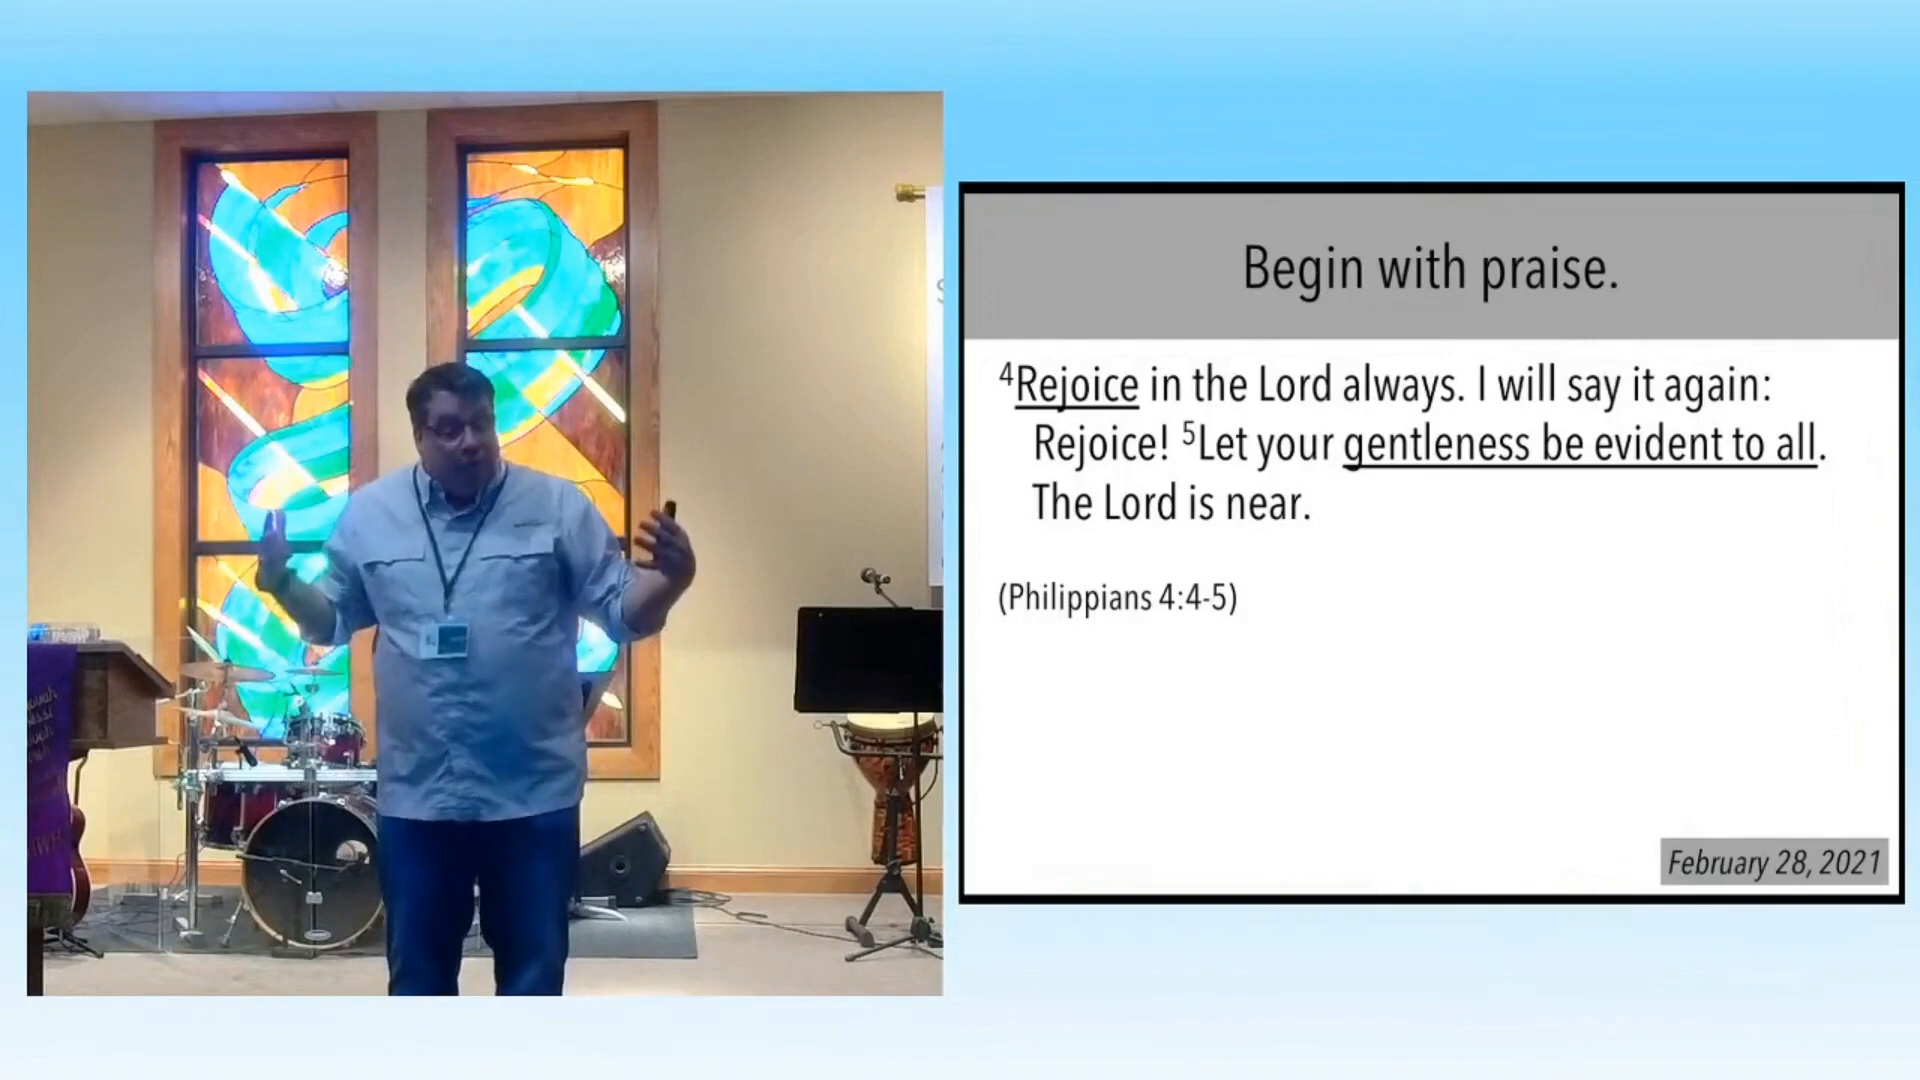 Begin with praise.
⁴Rejoice in the Lord always. I will say it again:
Rejoice! ⁵Let your gentleness be evident to all.
The Lord is near.
(Philippians 4:4-5)
February 28, 2021